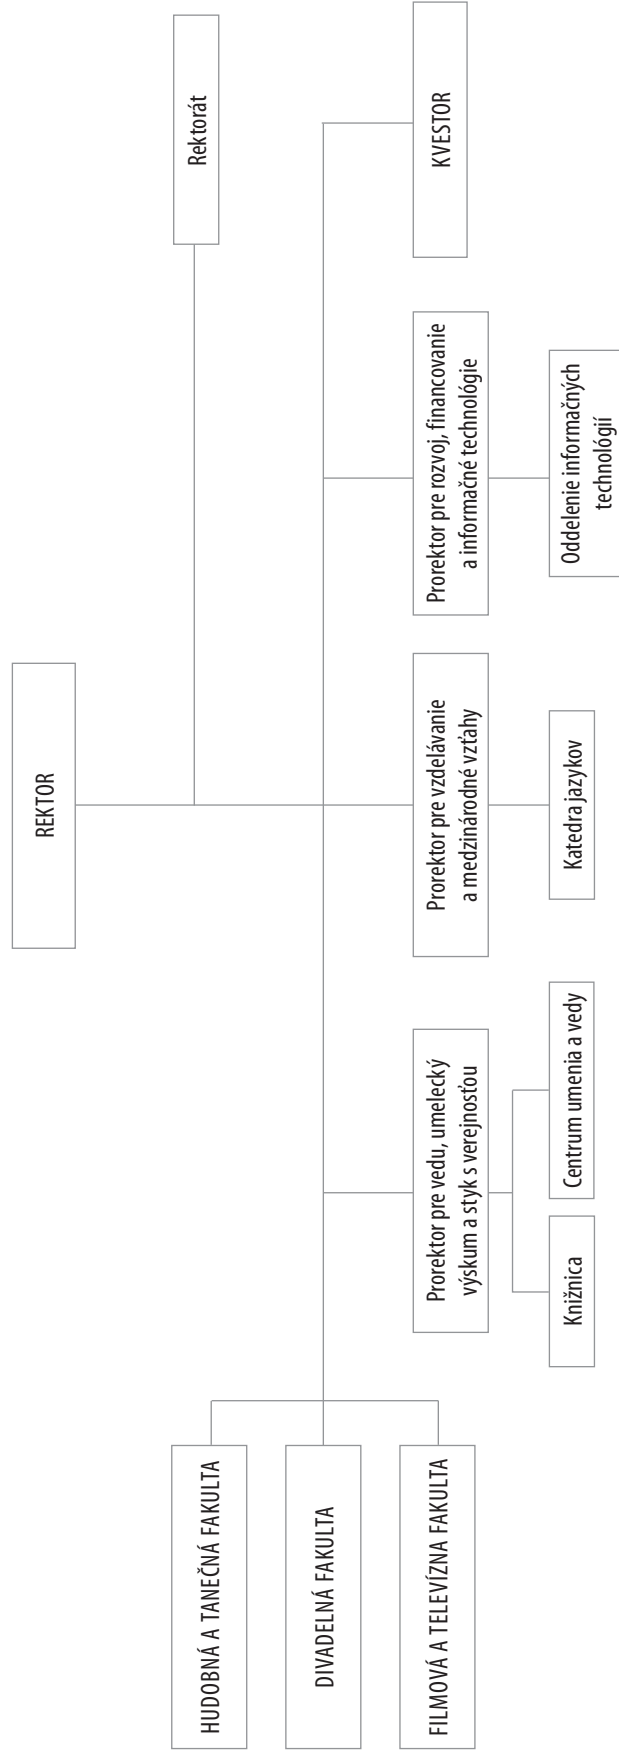 REKTOR
Rektorát
HUDOBNÁ A TANEČNÁ FAKULTA
DIVADELNÁ FAKULTA
FILMOVÁ A TELEVÍZNA FAKULTA
Prorektor pre vedu, umelecký
výskum a styk s verejnosťou
Prorektor pre vzdelávanie
a medzinárodné vzťahy
Prorektor pre rozvoj, financovanie
a informačné technológie
KVESTOR
Knižnica
Centrum umenia a vedy
Katedra jazykov
Oddelenie informačných
technológií